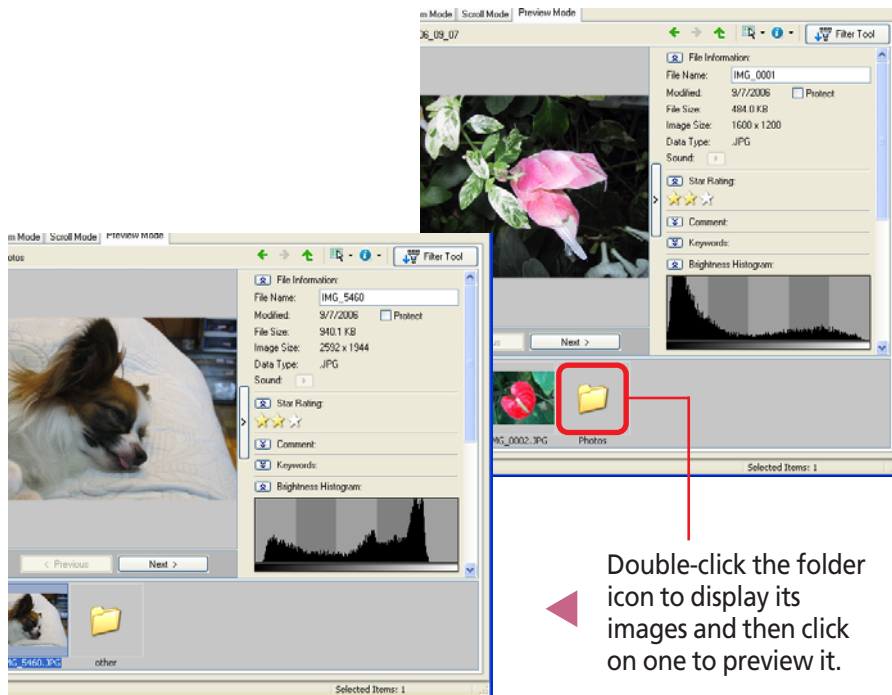 m Mode Scroll Mode Preview Mode
06_09_07
Filter Tool
File Information:
File Name: IMG_0001
Modified: 9/7/2006 Protect
File Size: 484.0 KB
Image Size: 1600 x 1200
Data Type: .JPG
Sound:
Star Rating:
Comment:
Keywords:
Brightness Histogram:
us Next >
MG_0002.JPG Photos
Selected Items: 1
m Mode Scroll Mode Preview Mode
otos
Filter Tool
File Information:
File Name: IMG_5460
Modified: 9/7/2006 Protect
File Size: 940.1 KB
Image Size: 2592 x 1944
Data Type: .JPG
Sound:
Star Rating:
Comment:
Keywords:
Brightness Histogram:
< Previous Next >
MG_5460.JPG other
Selected Items: 1
Double-click the folder
icon to display its
images and then click
on one to preview it.